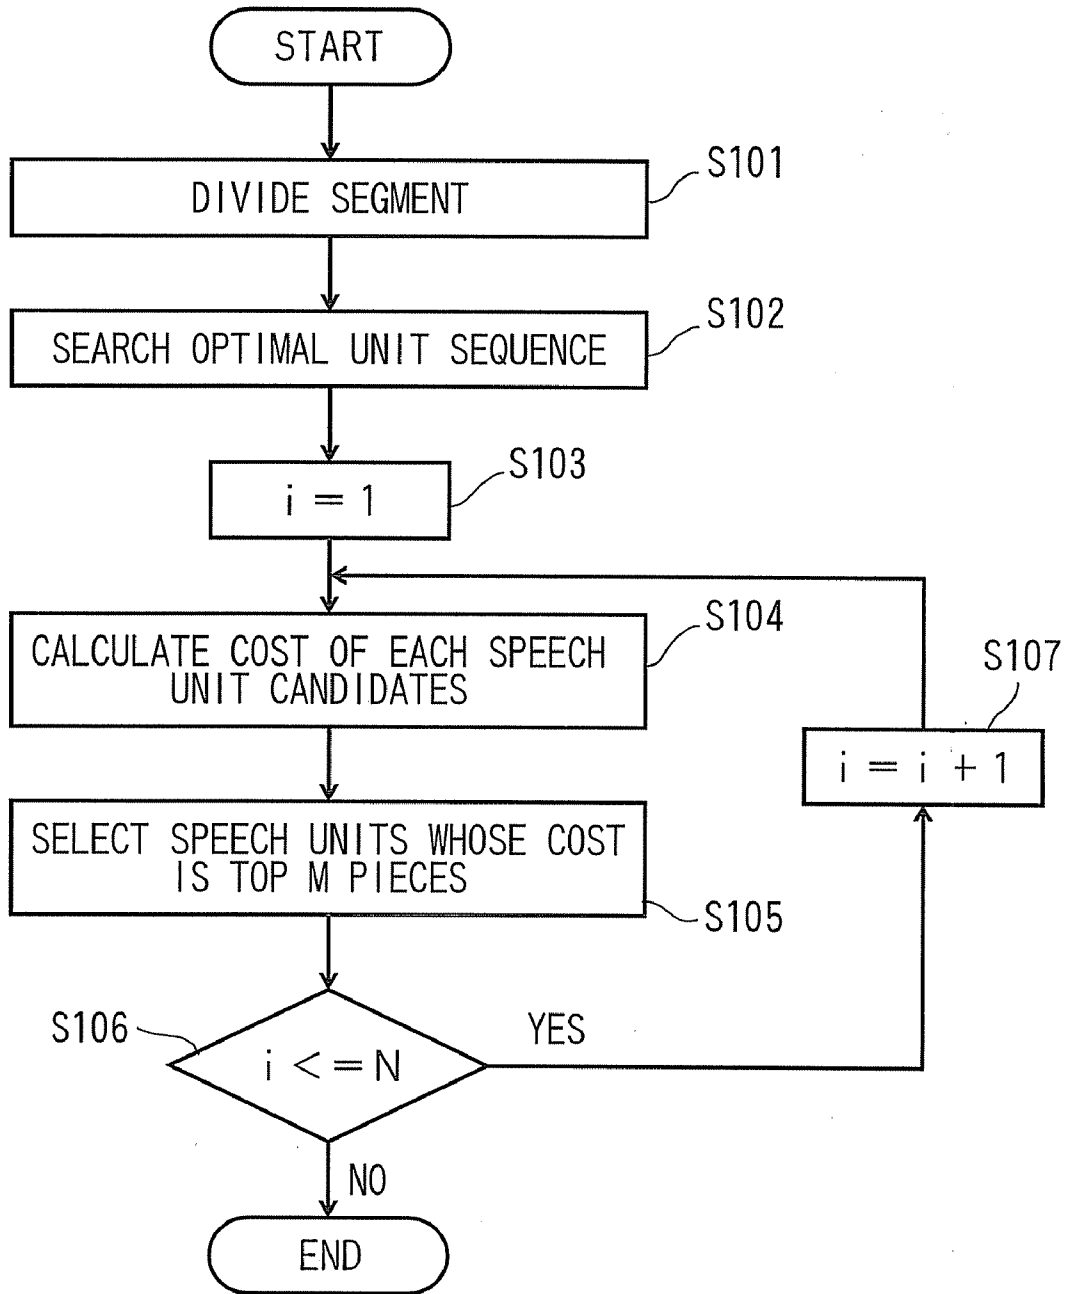 START
DIVIDE SEGMENT
S101
SEARCH OPTIMAL UNIT SEQUENCE
S102
i = 1
S103
CALCULATE COST OF EACH SPEECH
UNIT CANDIDATES
S104
S107
i = i + 1
SELECT SPEECH UNITS WHOSE COST
IS TOP M PIECES
S105
S106
i <= N
YES
NO
END